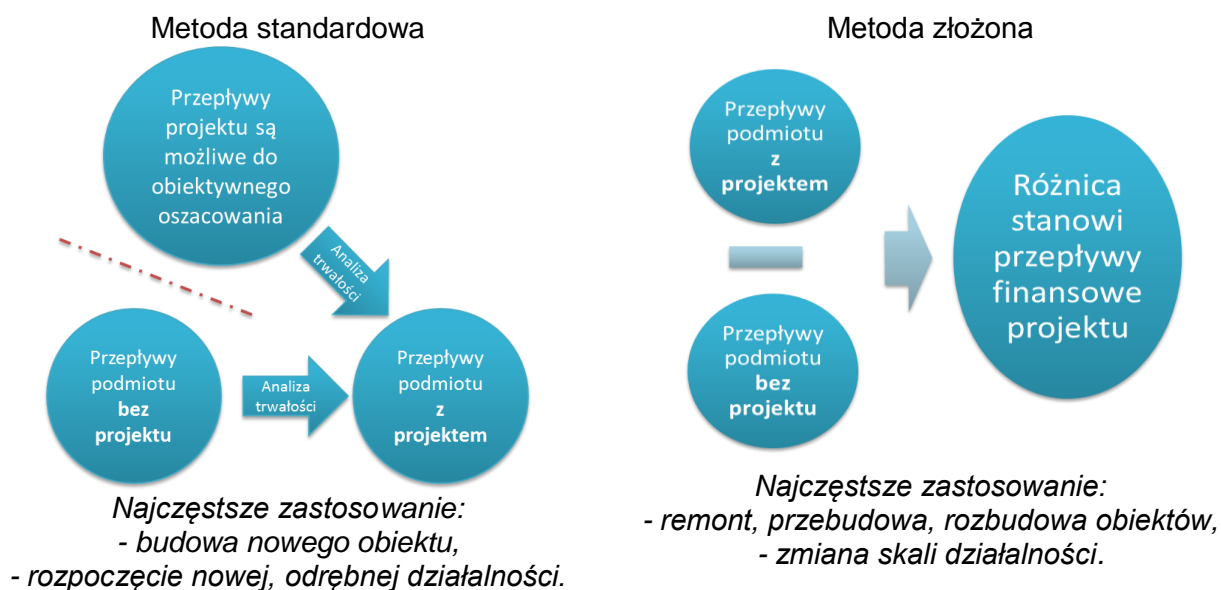 Metoda standardowa
Przepływy
projektu są
możliwe do
obiektywnego
oszacowania
Analiza
trwałości
Przepływy
podmiotu
bez
projektu
Analiza
trwałości
Przepływy
podmiotu
z
projektem
Najczęstsze zastosowanie:
- budowa nowego obiektu,
- rozpoczęcie nowej, odrębnej działalności.
Metoda złożona
Przepływy
podmiotu
z
projektem
Przepływy
podmiotu
bez
projektu
Różnica
stanowi
przepływy
finansowe
projektu
Najczęstsze zastosowanie:
- remont, przebudowa, rozbudowa obiektów,
- zmiana skali działalności.